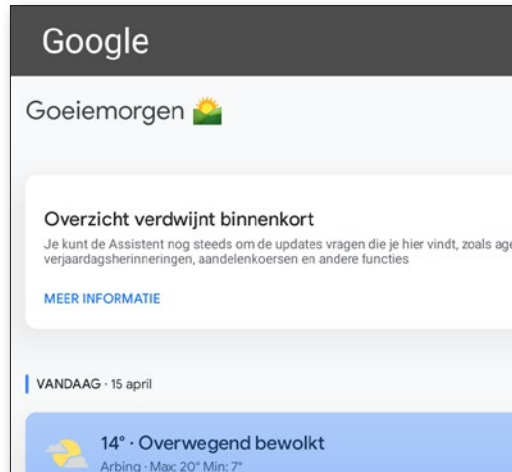 Google
Goeiemorgen
Overzicht verdwijnt binnenkort
Je kunt de Assistent nog steeds om de updates vragen die je hier vindt, zoals
verjaardagsherinneringen, aandelenkoersen en andere functies
MEER INFORMATIE
VANDAAG · 15 april
14° · Overwegend bewolkt
Arbing · Max: 20° Min: 7°